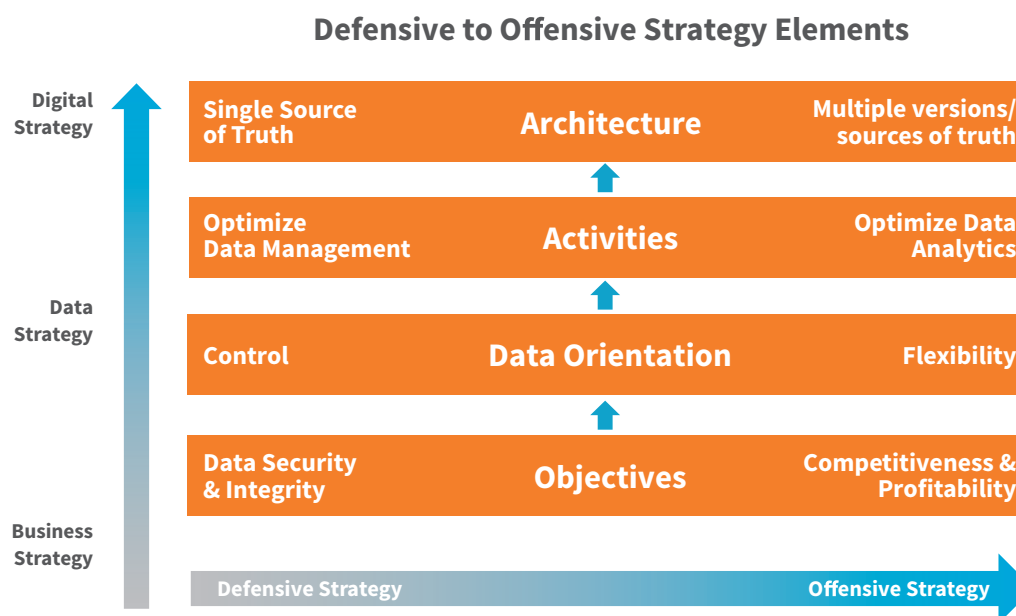 Defensive to Offensive Strategy Elements
Digital
Strategy
Single Source
of Truth
Architecture
Multiple versions/
sources of truth
Optimize
Data Management
Activities
Optimize Data
Analytics
Data
Strategy
Control
Data Orientation
Flexibility
Data Security
& Integrity
Objectives
Competitiveness &
Profitability
Business
Strategy
Defensive Strategy
Offensive Strategy